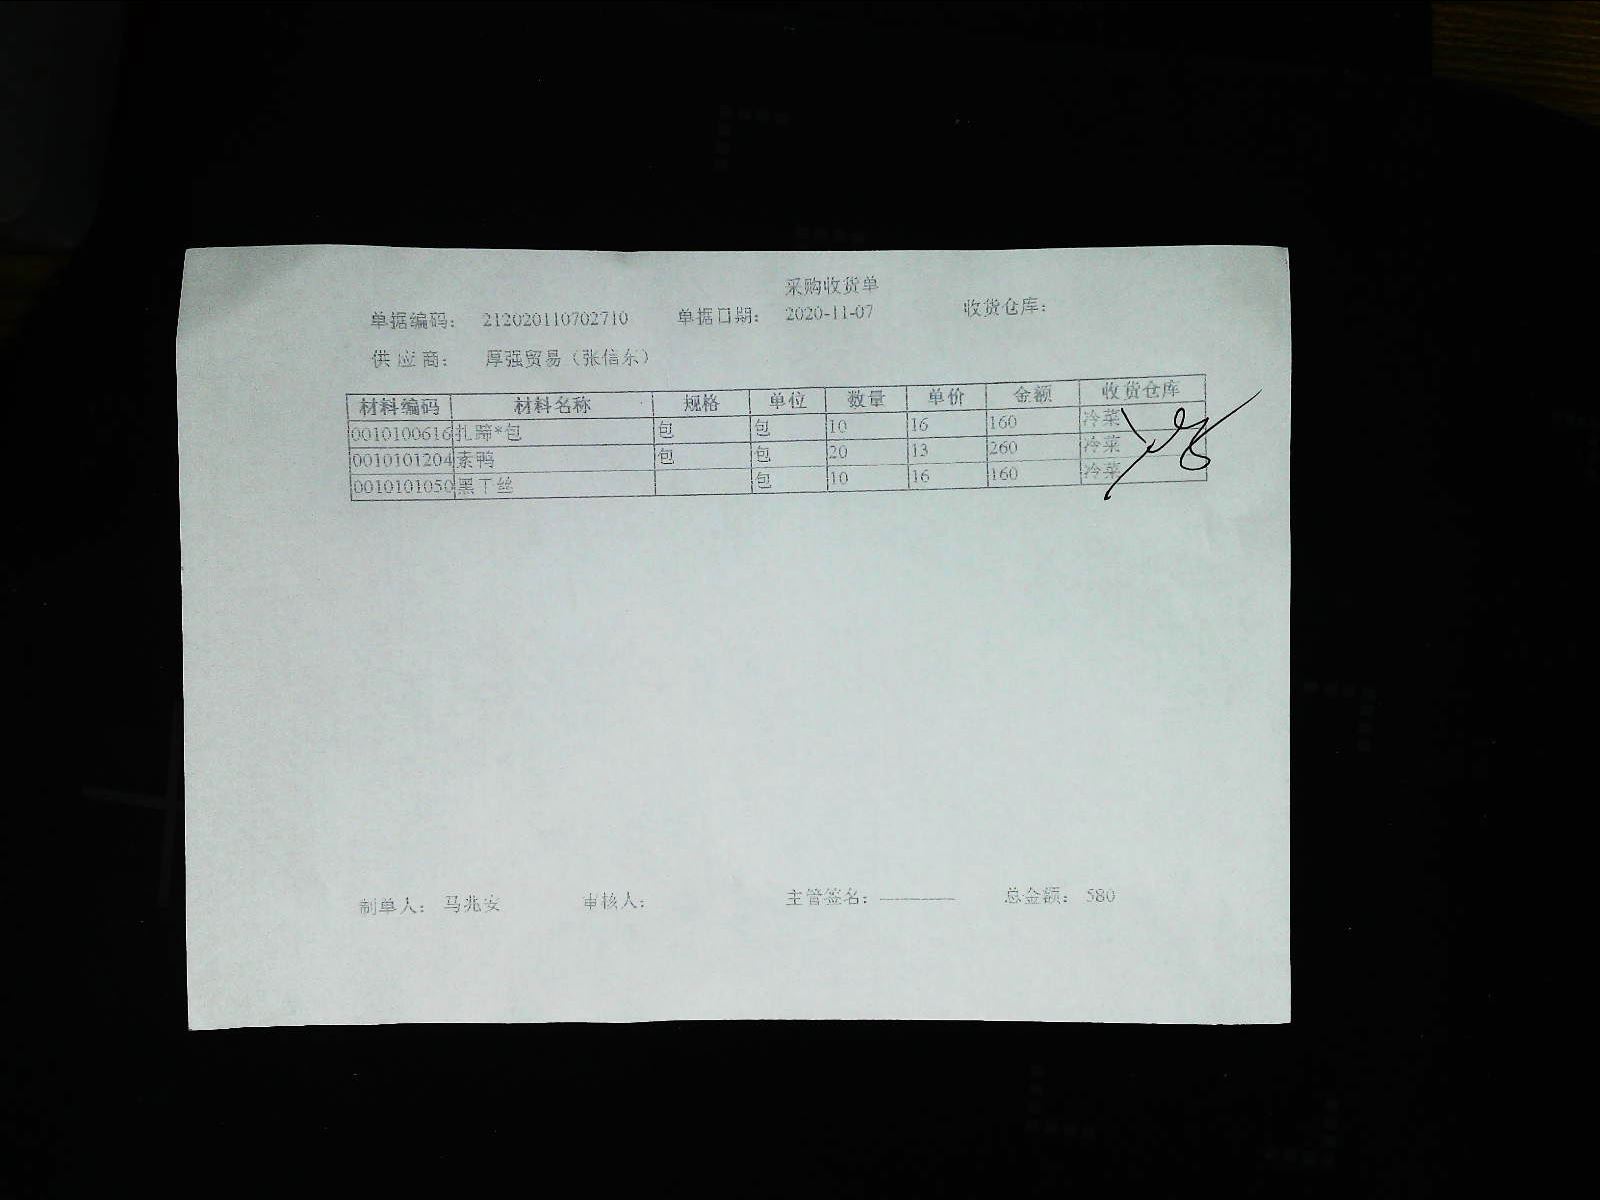 采购收货单
单据编码： 212020110702710 单据日期： 2020-11-07 收货仓库：
供应商： 厚强贸易（张信东）
材料编码 材料名称 规格 单位 数量 单价 金额 收货仓库
0010100616 扎蹄*包 包 包 10 16 160 冷菜
0010101204 素鸭 包 包 20 13 260 冷菜
0010101050 黑干丝 包 10 16 160 冷菜
制单人： 马兆安 审核人： 主管签名： 总金额： 580